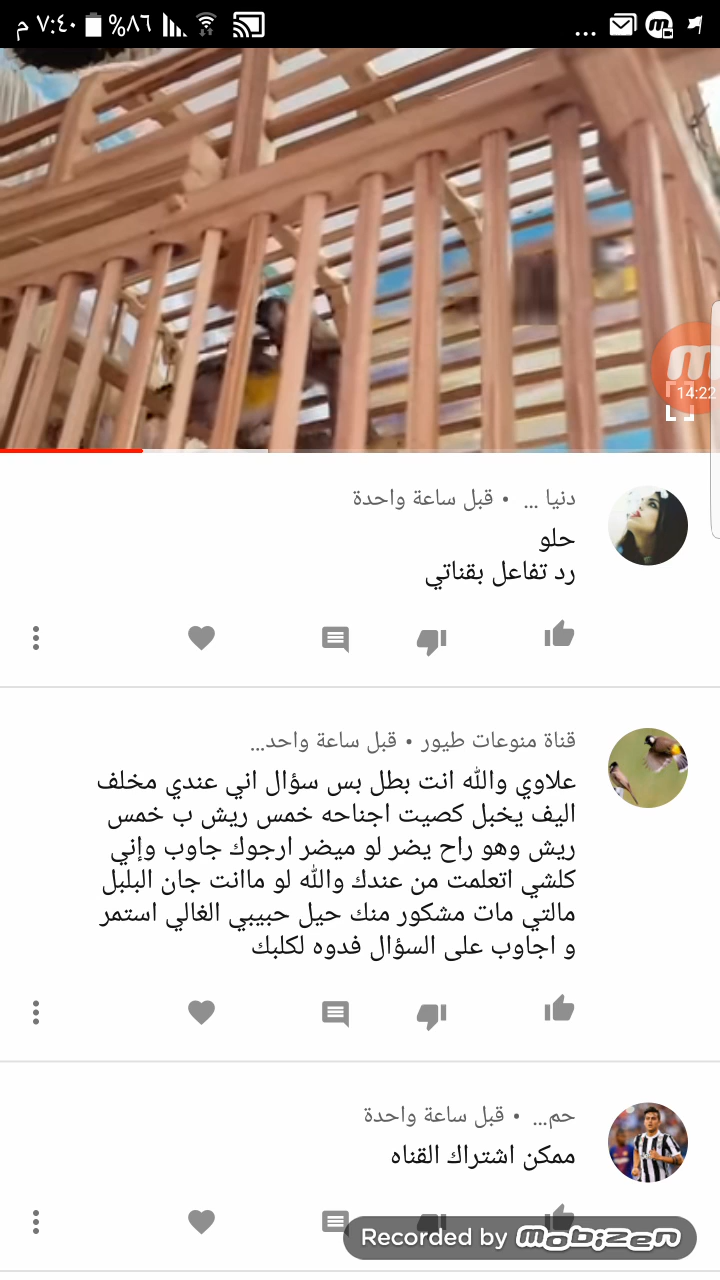 ٧:٤٠ م %٨٦ ...
14:22
دنيا ... • قبل ساعة واحدة
حلو
رد تفاعل بقناتي
قناة منوعات طيور • قبل ساعة واحد...
علاوي والله انت بطل بس سؤال اني عندي مخلف
اليف يخبل كصيت اجناحه خمس ريش ب خمس
ريش وهو راح يضر لو ميضر ارجوك جاوب وإني
كلشي اتعلمت من عندك والله لو ماانت جان البلبل
مالتي مات مشكور منك حيل حبيبي الغالي استمر
و اجاوب على السؤال فدوه لكلبك
حم... • قبل ساعة واحدة
ممكن اشتراك القناه
Recorded by mobizen